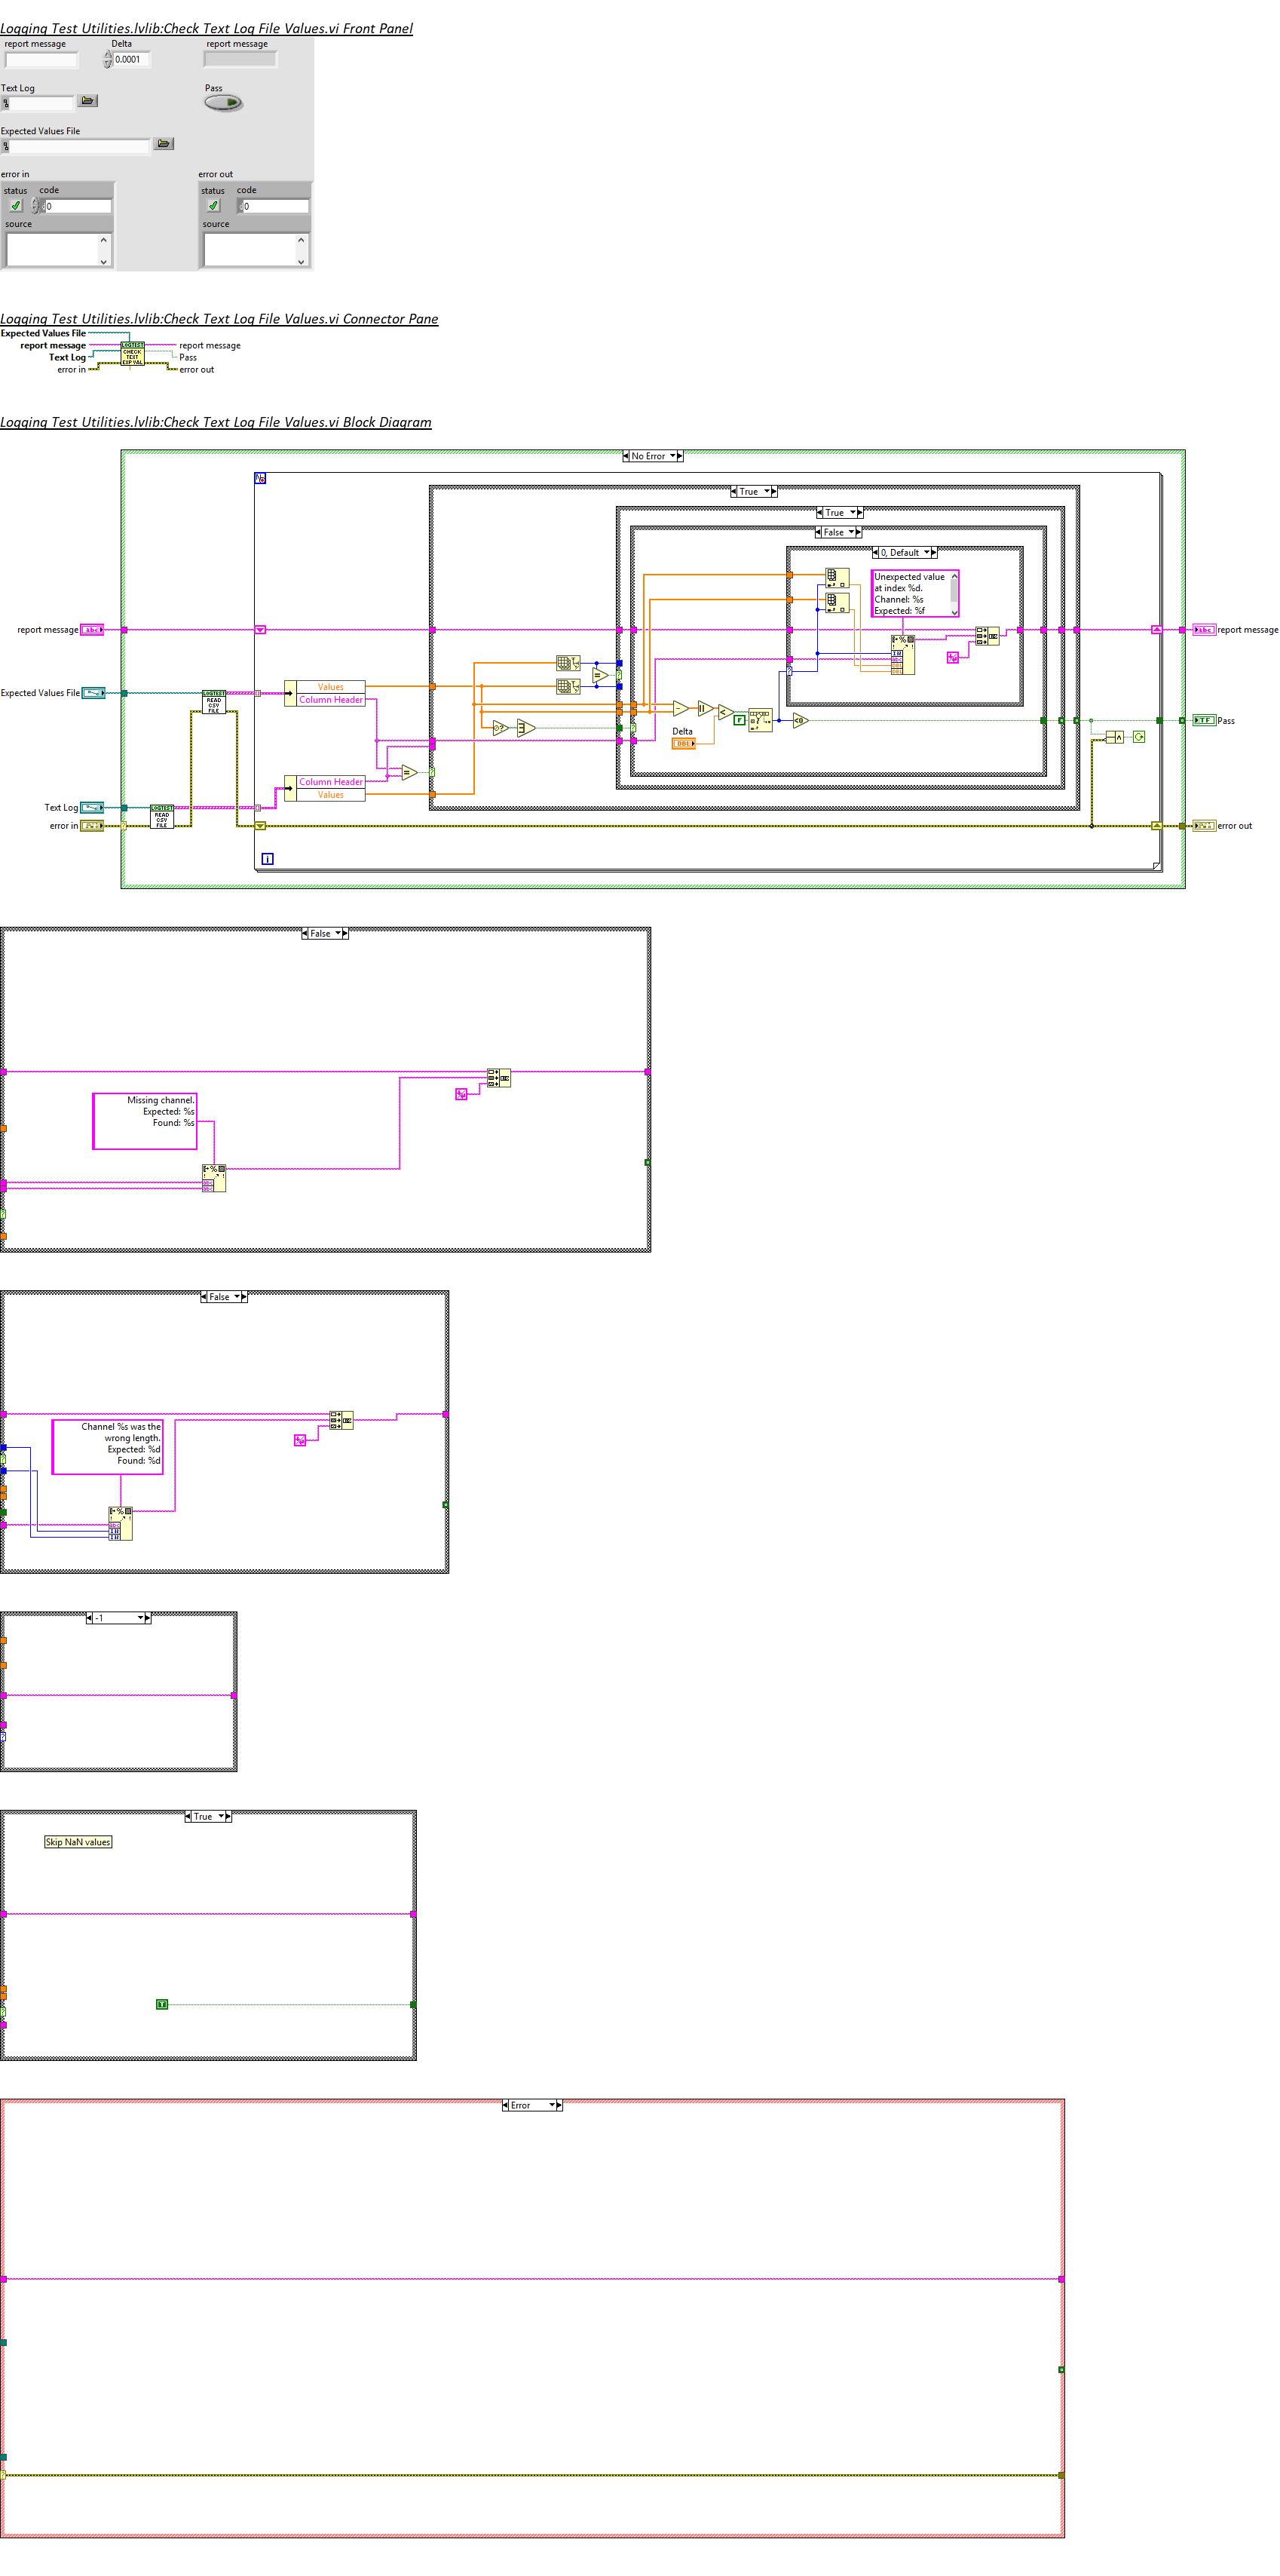 Logging Test Utilities.lvlib:Check Text Log File Values.vi Front Panel
report message
Delta
report message
0.0001
Text Log
Pass
Expected Values File
error in
error out
status code
status code
0
0
source
source
Logging Test Utilities.lvlib:Check Text Log File Values.vi Connector Pane
Expected Values File
report message
report message
Text Log
Pass
error in
error out
LOGTEST
CHECK
TEXT
EXP VAL
Logging Test Utilities.lvlib:Check Text Log File Values.vi Block Diagram
No Error
True
True
False
0, Default
Unexpected value
at index %d.
Channel: %s
Expected: %f
report message
abc
abc
report message
Expected Values File
LOGTEST
READ
CSV
FILE
Values
Column Header
Delta
DBL
F
TF
Pass
Column Header
Values
Text Log
LOGTEST
READ
CSV
FILE
error in
error out
i
False
Missing channel.
Expected: %s
Found: %s
False
Channel %s was the
wrong length.
Expected: %d
Found: %d
-1
True
Skip NaN values
Error